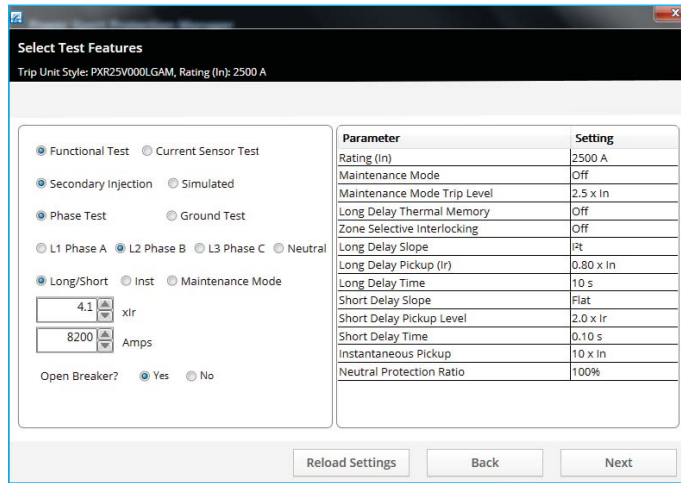 Select Test Features
Trip Unit Style: PXR25V000LGAM, Rating (In): 2500 A
Functional Test Current Sensor Test
Secondary Injection Simulated
Phase Test Ground Test
L1 Phase A L2 Phase B L3 Phase C Neutral
Long/Short Inst Maintenance Mode
4.1 xIr
8200 Amps
Open Breaker? Yes No
Parameter Setting
Rating (In) 2500 A
Maintenance Mode Off
Maintenance Mode Trip Level 2.5 x In
Long Delay Thermal Memory Off
Zone Selective Interlocking Off
Long Delay Slope I²t
Long Delay Pickup (Ir) 0.80 x In
Long Delay Time 10 s
Short Delay Slope Flat
Short Delay Pickup Level 2.0 x Ir
Short Delay Time 0.10 s
Instantaneous Pickup 10 x In
Neutral Protection Ratio 100%
Reload Settings Back Next